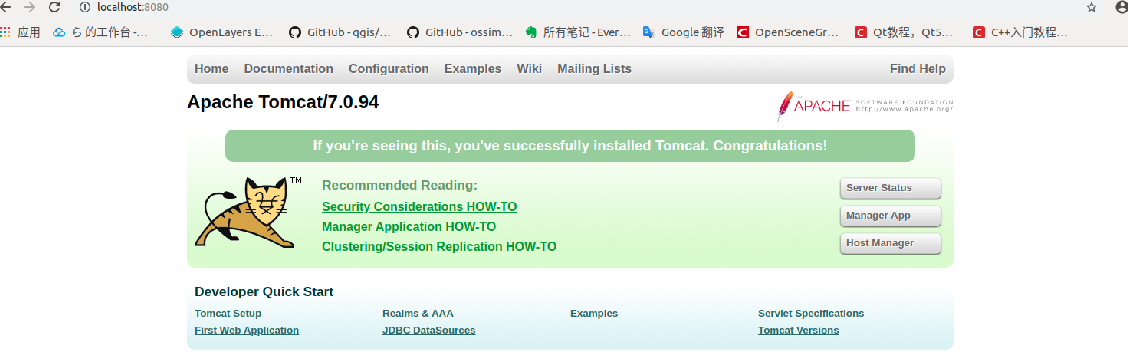 localhost:8080
应用 ら 的工作台 -... OpenLayers E... GitHub - qgis/... GitHub - ossim... 所有笔记 - Ever... Google 翻译 OpenSceneGr... Qt教程，Qt5... C++入门教程...
Home Documentation Configuration Examples Wiki Mailing Lists Find Help
Apache Tomcat/7.0.94
APACHE SOFTWARE FOUNDATION
http://www.apache.org/
If you're seeing this, you've successfully installed Tomcat. Congratulations!
TM
Recommended Reading:
Security Considerations HOW-TO
Manager Application HOW-TO
Clustering/Session Replication HOW-TO
Server Status
Manager App
Host Manager
Developer Quick Start
Tomcat Setup Realms & AAA Examples Servlet Specifications
First Web Application JDBC DataSources Tomcat Versions